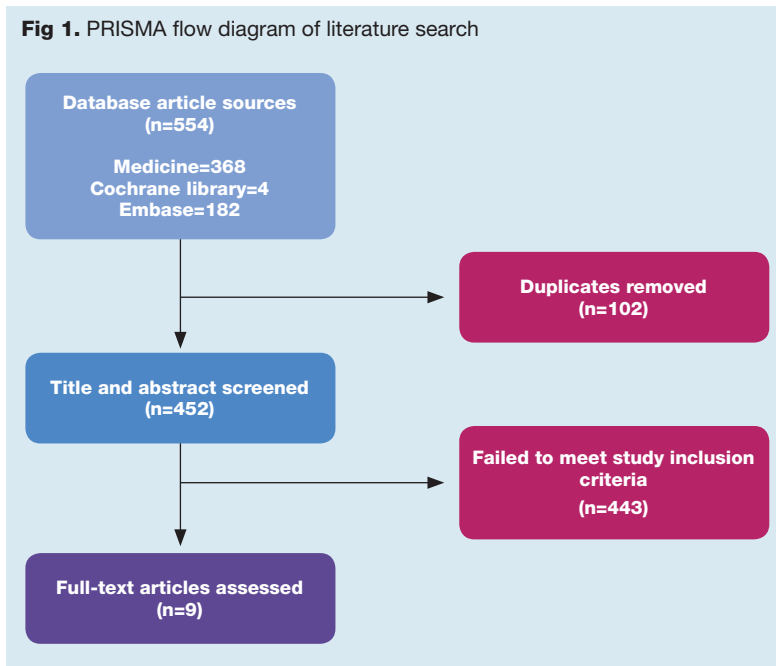 Fig 1. PRISMA flow diagram of literature search
Database article sources
(n=554)
Medicine=368
Cochrane library=4
Embase=182
Duplicates removed
(n=102)
Title and abstract screened
(n=452)
Failed to meet study inclusion
criteria
(n=443)
Full-text articles assessed
(n=9)